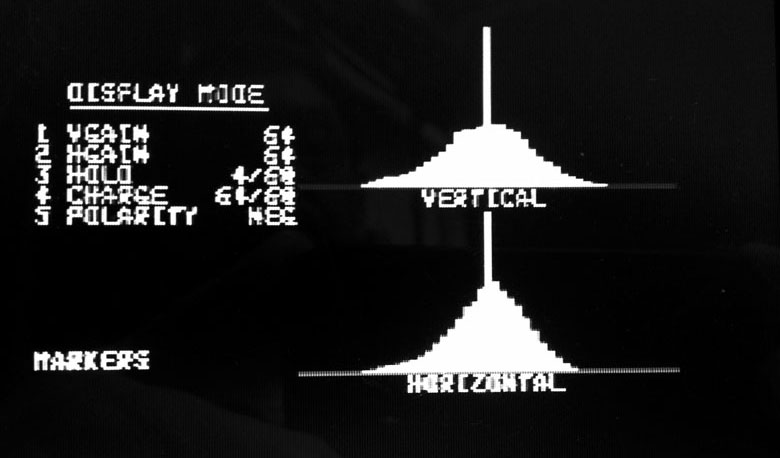 DISPLAY MODE
1 VGAIN 64
2 HGAIN 64
3 HOLD 4/60
4 CHARGE 64/60
5 POLARITY NEG
VERTICAL
MARKERS
HORIZONTAL